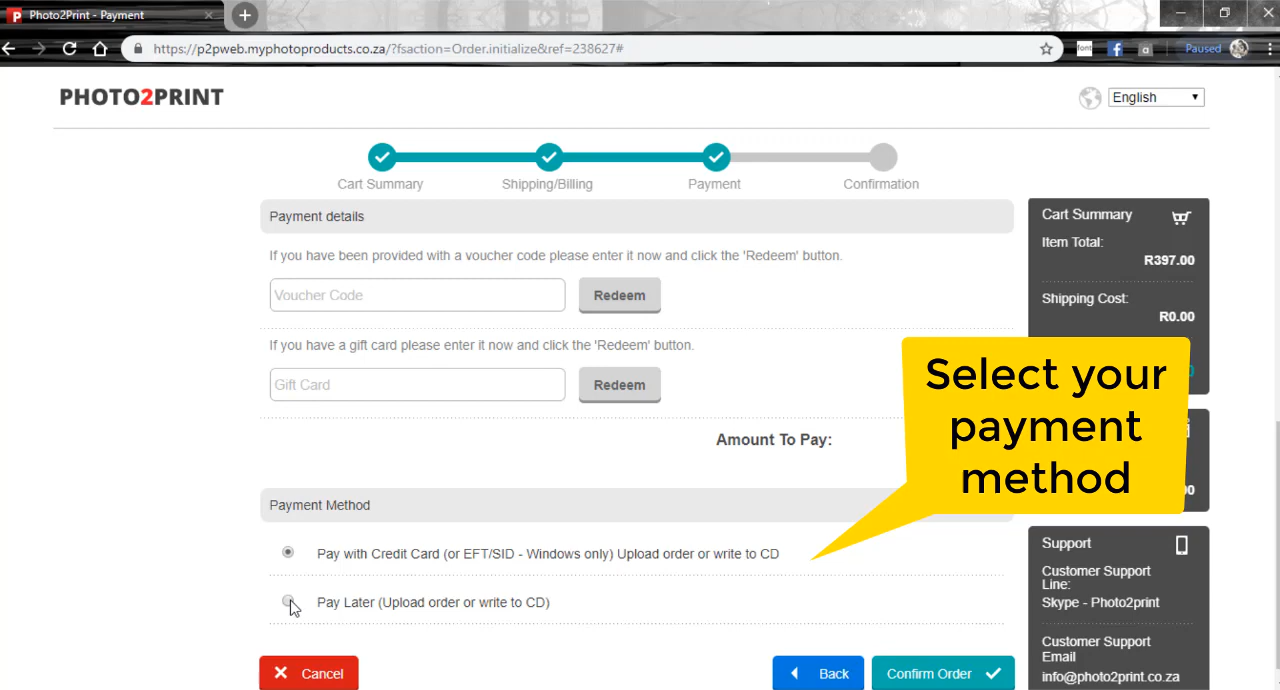 Photo2Print - Payment
https://p2pweb.myphotoproducts.co.za/?fsaction=Order.initialize&ref=238627#
font
f
a
Paused
PHOTO2PRINT
English
Cart Summary
Shipping/Billing
Payment
Confirmation
Payment details
If you have been provided with a voucher code please enter it now and click the 'Redeem' button.
Voucher Code
Redeem
If you have a gift card please enter it now and click the 'Redeem' button.
Gift Card
Redeem
Amount To Pay:
Payment Method
Pay with Credit Card (or EFT/SID - Windows only) Upload order or write to CD
Pay Later (Upload order or write to CD)
Cancel
Back
Confirm Order
Cart Summary
Item Total:
R397.00
Shipping Cost:
R0.00
Select your
payment
method
Support
Customer Support
Line:
Skype - Photo2print
Customer Support
Email
info@photo2print.co.za